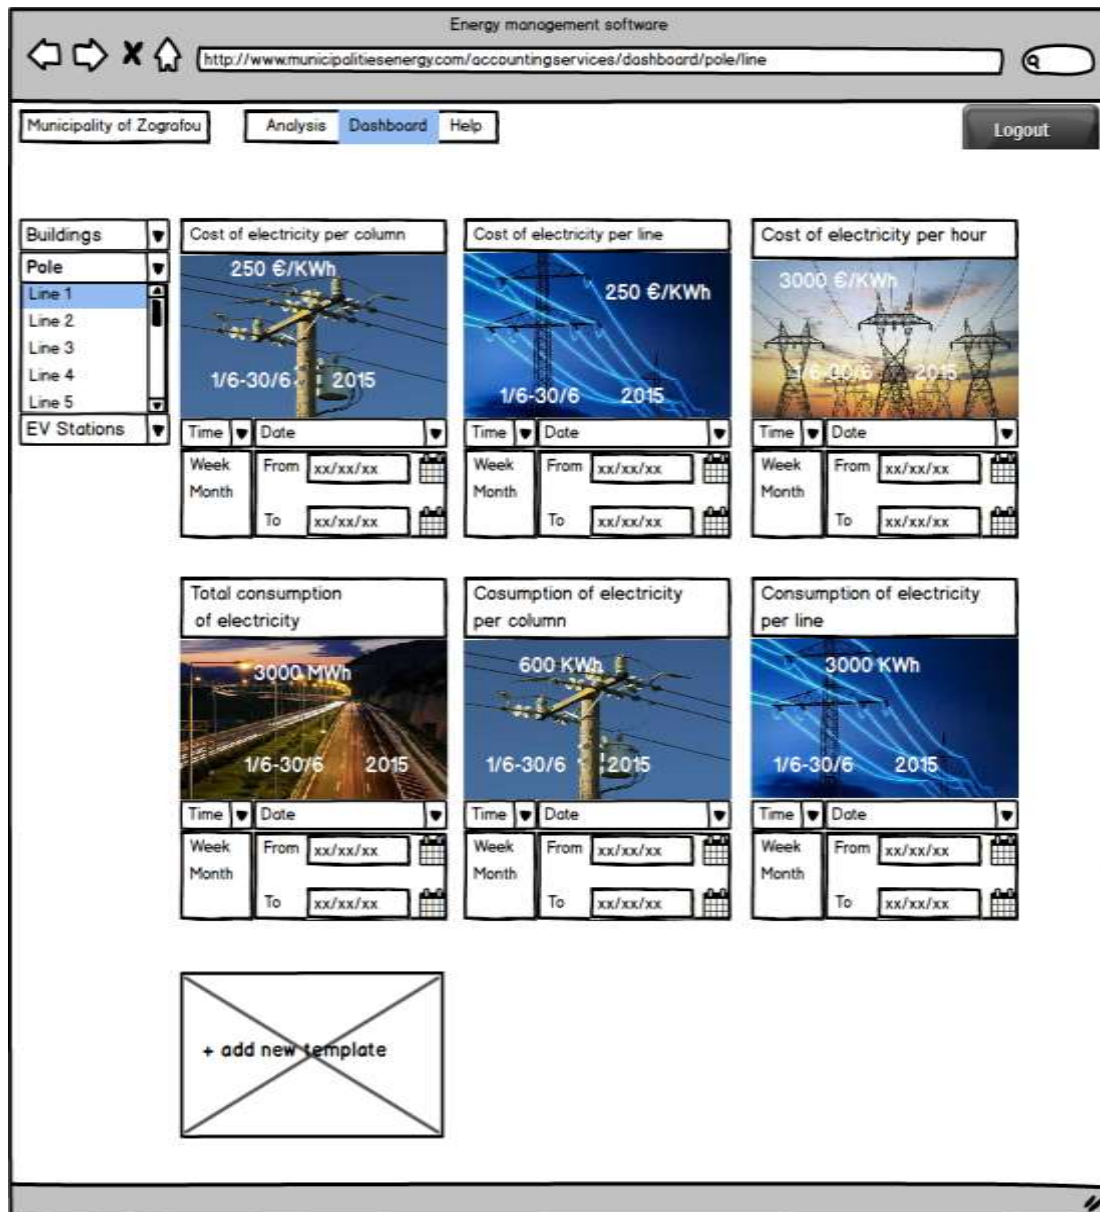 Energy management software
http://www.municipalitiesenergy.com/accountingservices/dashboard/pole/line
Municipality of Zografou
Analysis Dashboard Help
Logout
Buildings
Pole
Line 1
Line 2
Line 3
Line 4
Line 5
EV Stations
Cost of electricity per column
250 €/KWh
1/6-30/6 2015
Time Date
Week
Month
From xx/xx/xx
To xx/xx/xx
Cost of electricity per line
250 €/KWh
1/6-30/6 2015
Time Date
Week
Month
From xx/xx/xx
To xx/xx/xx
Cost of electricity per hour
3000 €/KWh
1/6-30/6 2015
Time Date
Week
Month
From xx/xx/xx
To xx/xx/xx
Total consumption
of electricity
3000 MWh
1/6-30/6 2015
Time Date
Week
Month
From xx/xx/xx
To xx/xx/xx
Cosumption of electricity
per column
600 KWh
1/6-30/6 2015
Time Date
Week
Month
From xx/xx/xx
To xx/xx/xx
Consumption of electricity
per line
3000 KWh
1/6-30/6 2015
Time Date
Week
Month
From xx/xx/xx
To xx/xx/xx
+ add new template